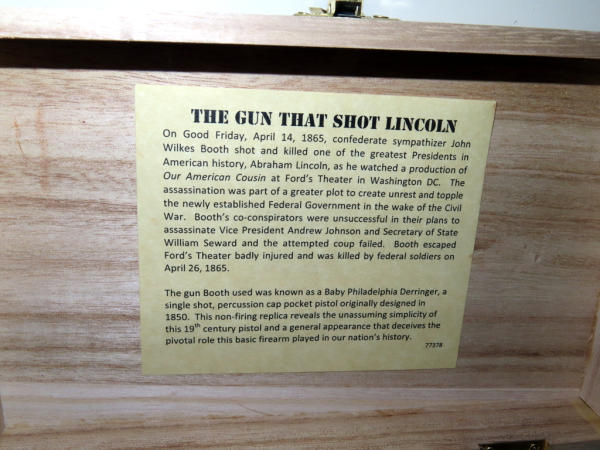 THE GUN THAT SHOT LINCOLN
On Good Friday, April 14, 1865, confederate sympathizer John
Wilkes Booth shot and killed one of the greatest Presidents in
American history, Abraham Lincoln, as he watched a production of
Our American Cousin at Ford's Theater in Washington DC. The
assassination was part of a greater plot to create unrest and topple
the newly established Federal Government in the wake of the Civil
War. Booth's co-conspirators were unsuccessful in their plans to
assassinate Vice President Andrew Johnson and Secretary of State
William Seward and the attempted coup failed. Booth escaped
Ford's Theater badly injured and was killed by federal soldiers on
April 26, 1865.
The gun Booth used was known as a Baby Philadelphia Derringer, a
single shot, percussion cap pocket pistol originally designed in
1850. This non-firing replica reveals the unassuming simplicity of
this 19th century pistol and a general appearance that deceives the
pivotal role this basic firearm played in our nation's history.
77378